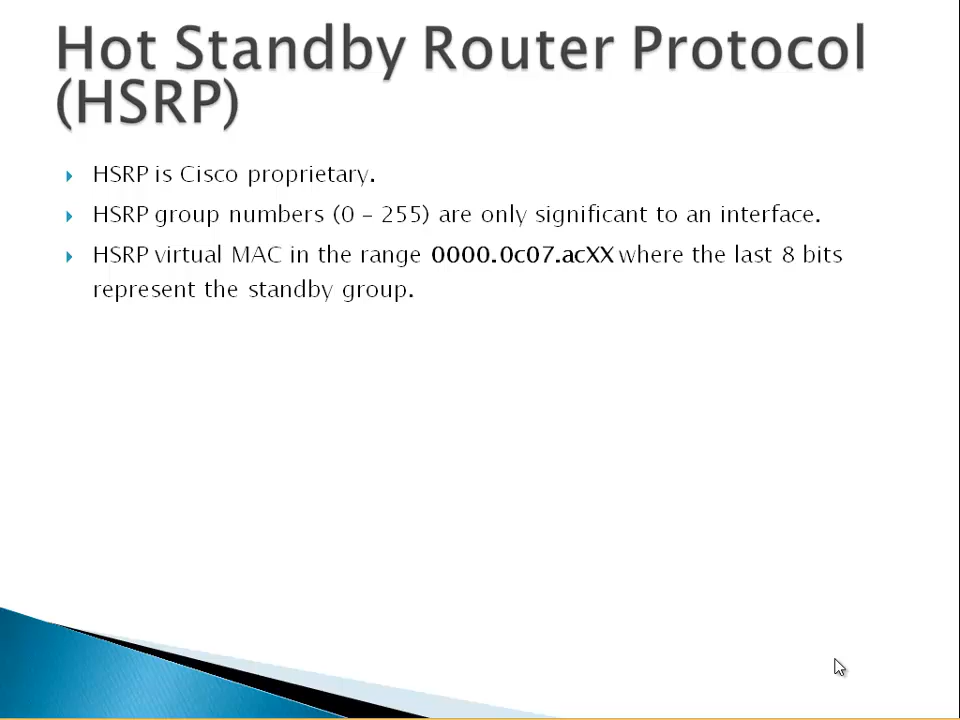 Hot Standby Router Protocol
(HSRP)
HSRP is Cisco proprietary.
HSRP group numbers (0 – 255) are only significant to an interface.
HSRP virtual MAC in the range 0000.0c07.acXX where the last 8 bits
represent the standby group.